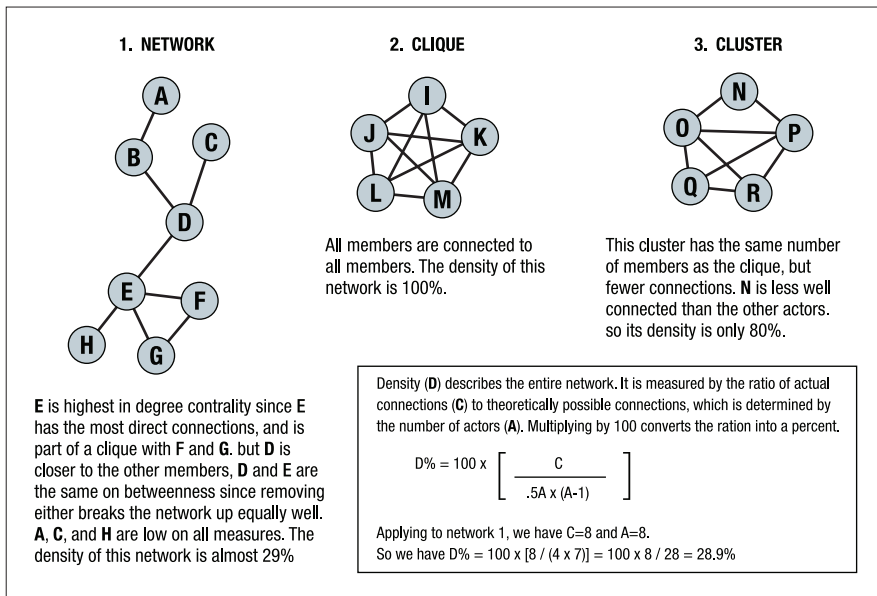 1. NETWORK
A
C
B
D
E
F
H
G
E is highest in degree contrality since E
has the most direct connections, and is
part of a clique with F and G. but D is
closer to the other members, D and E are
the same on betweenness since removing
either breaks the network up equally well.
A, C, and H are low on all measures. The
density of this network is almost 29%
2. CLIQUE
I
J
K
L
M
All members are connected to
all members. The density of this
network is 100%.
3. CLUSTER
N
O
P
Q
R
This cluster has the same number
of members as the clique, but
fewer connections. N is less well
connected than the other actors.
so its density is only 80%.
Density (D) describes the entire network. It is measured by the ratio of actual
connections (C) to theoretically possible connections, which is determined by
the number of actors (A). Multiplying by 100 converts the ration into a percent.
D% = 100 x [ C
.5A x (A-1) ]
Applying to network 1, we have C=8 and A=8.
So we have D% = 100 x [8 / (4 x 7)] = 100 x 8 / 28 = 28.9%